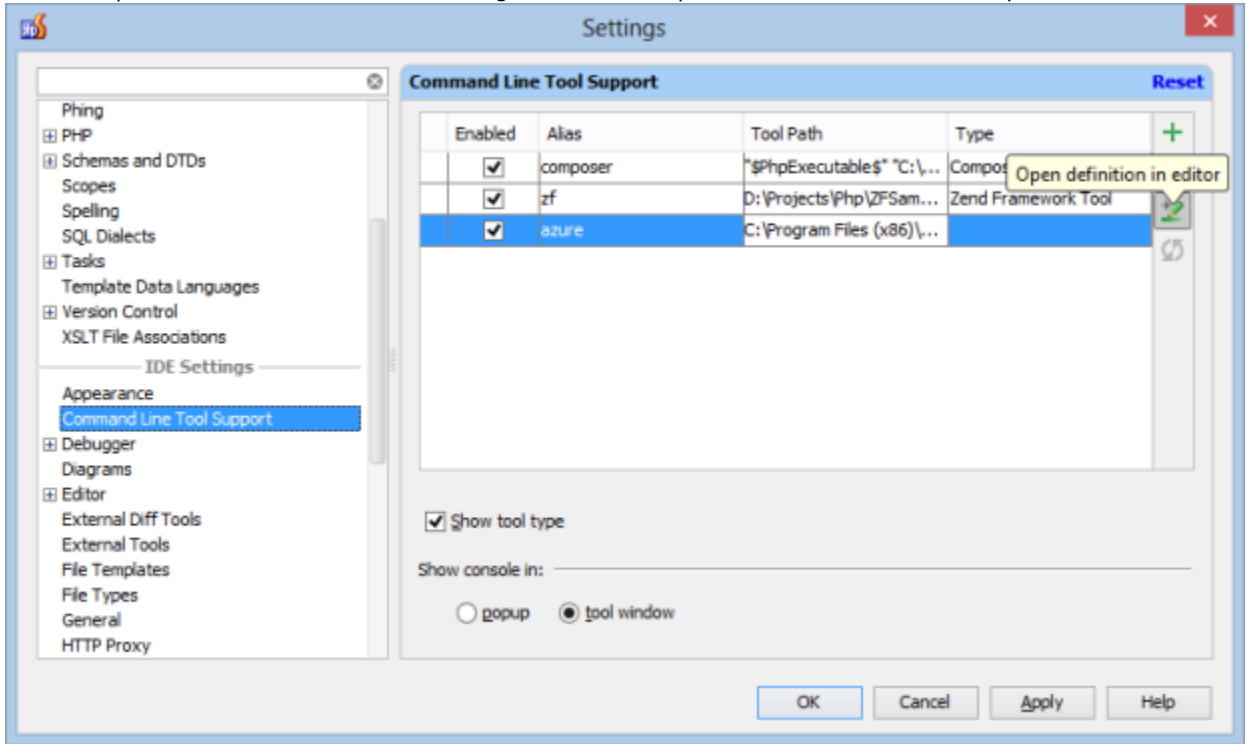 Settings
Command Line Tool Support
Reset
Phing
PHP
Schemas and DTDs
Scopes
Spelling
SQL Dialects
Tasks
Template Data Languages
Version Control
XSLT File Associations
IDE Settings
Appearance
Command Line Tool Support
Debugger
Diagrams
Editor
External Diff Tools
External Tools
File Templates
File Types
General
HTTP Proxy
Enabled Alias Tool Path Type
composer "$PhpExecutable$" "C:\... Compos
Open definition in editor
zf D:\Projects\Php\ZFSam... Zend Framework Tool
azure C:\Program Files (x86)\...
Show tool type
Show console in:
popup tool window
OK Cancel Apply Help